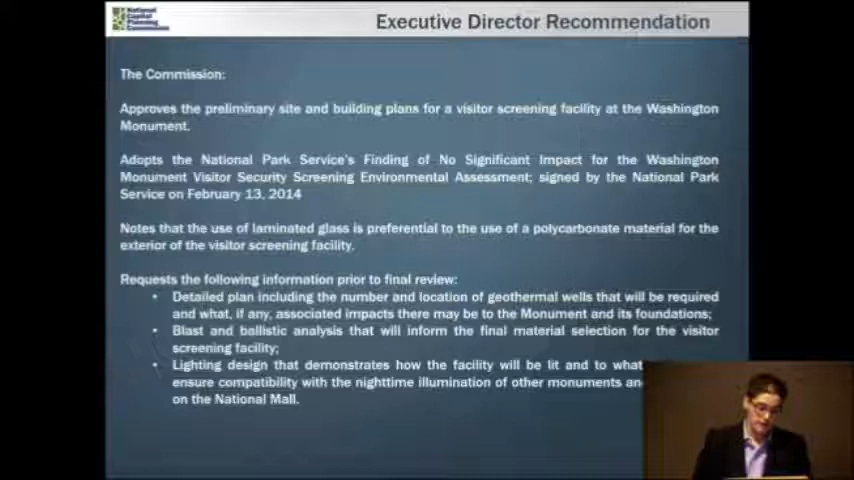 National
Capital
Planning
Commission
Executive Director Recommendation
The Commission:
Approves the preliminary site and building plans for a visitor screening facility at the Washington
Monument.
Adopts the National Park Service's Finding of No Significant Impact for the Washington
Monument Visitor Security Screening Environmental Assessment; signed by the National Park
Service on February 13, 2014
Notes that the use of laminated glass is preferential to the use of a polycarbonate material for the
exterior of the visitor screening facility.
Requests the following information prior to final review:
• Detailed plan including the number and location of geothermal wells that will be required
and what, if any, associated impacts there may be to the Monument and its foundations;
• Blast and ballistic analysis that will inform the final material selection for the visitor
screening facility;
• Lighting design that demonstrates how the facility will be lit and to what
ensure compatibility with the nighttime illumination of other monuments
on the National Mall.